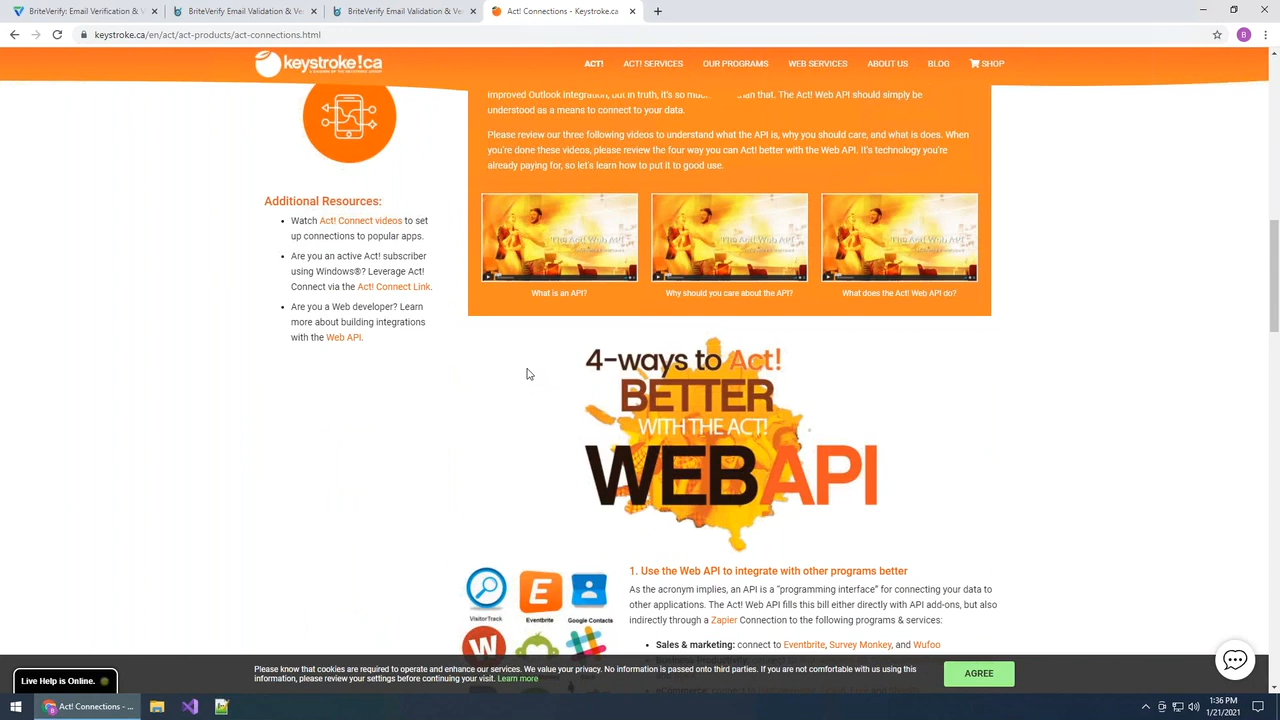 BriteVerify Email Verification & V
BriteVerify Email Validation & Ver
BriteVerify Email Validation & Ver
Act! Connections - Keystroke.ca
keystroke.ca/en/act/act-products/act-connections.html
B
keystroke!ca
ACT!
ACT! SERVICES
OUR PROGRAMS
WEB SERVICES
ABOUT US
BLOG
SHOP
improved Outlook integration, but in truth, it's so much than that. The Act! Web API should simply be
understood as a means to connect to your data.
Please review our three following videos to understand what the API is, why you should care, and what is does. When
you're done these videos, please review the four way you can Act! better with the Web API. It's technology you're
already paying for, so let's learn how to put it to good use.
The Act! Web API
The Act! Web API
The Act! Web API
What is an API?
Why should you care about the API?
What does the Act! Web API do?
Additional Resources:
• Watch Act! Connect videos to set
up connections to popular apps.
• Are you an active Act! subscriber
using Windows®? Leverage Act!
Connect via the Act! Connect Link.
• Are you a Web developer? Learn
more about building integrations
with the Web API.
4-ways to Act!
BETTER
WITH THE ACT!
WEBAPI
VisitorTrack
Eventbrite
Google Contacts
1. Use the Web API to integrate with other programs better
As the acronym implies, an API is a “programming interface” for connecting your data to
other applications. The Act! Web API fills this bill either directly with API add-ons, but also
indirectly through a Zapier Connection to the following programs & services:
• Sales & marketing: connect to Eventbrite, Survey Monkey, and Wufoo
Please know that cookies are required to operate and enhance our services. We value your privacy. No information is passed onto third parties. If you are not comfortable with us using this
information, please review your settings before continuing your visit. Learn more
AGREE
Live Help is Online.
Act! Connections - ...
1:36 PM
1/21/2021